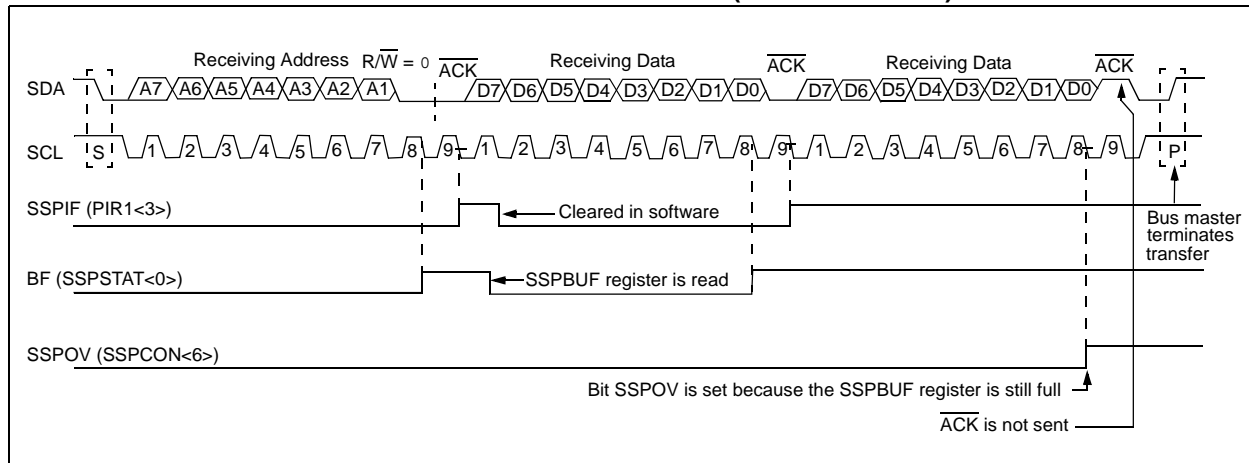 Receiving Address R/W = 0 ACK Receiving Data ACK Receiving Data ACK
SDA A7 A6 A5 A4 A3 A2 A1 D7 D6 D5 D4 D3 D2 D1 D0 D7 D6 D5 D4 D3 D2 D1 D0
SCL S 1 2 3 4 5 6 7 8 9 1 2 3 4 5 6 7 8 9 1 2 3 4 5 6 7 8 9 P
SSPIF (PIR1<3>) Cleared in software
Bus master
terminates
transfer
BF (SSPSTAT<0>) SSPBUF register is read
SSPOV (SSPCON<6>)
Bit SSPOV is set because the SSPBUF register is still full
ACK is not sent